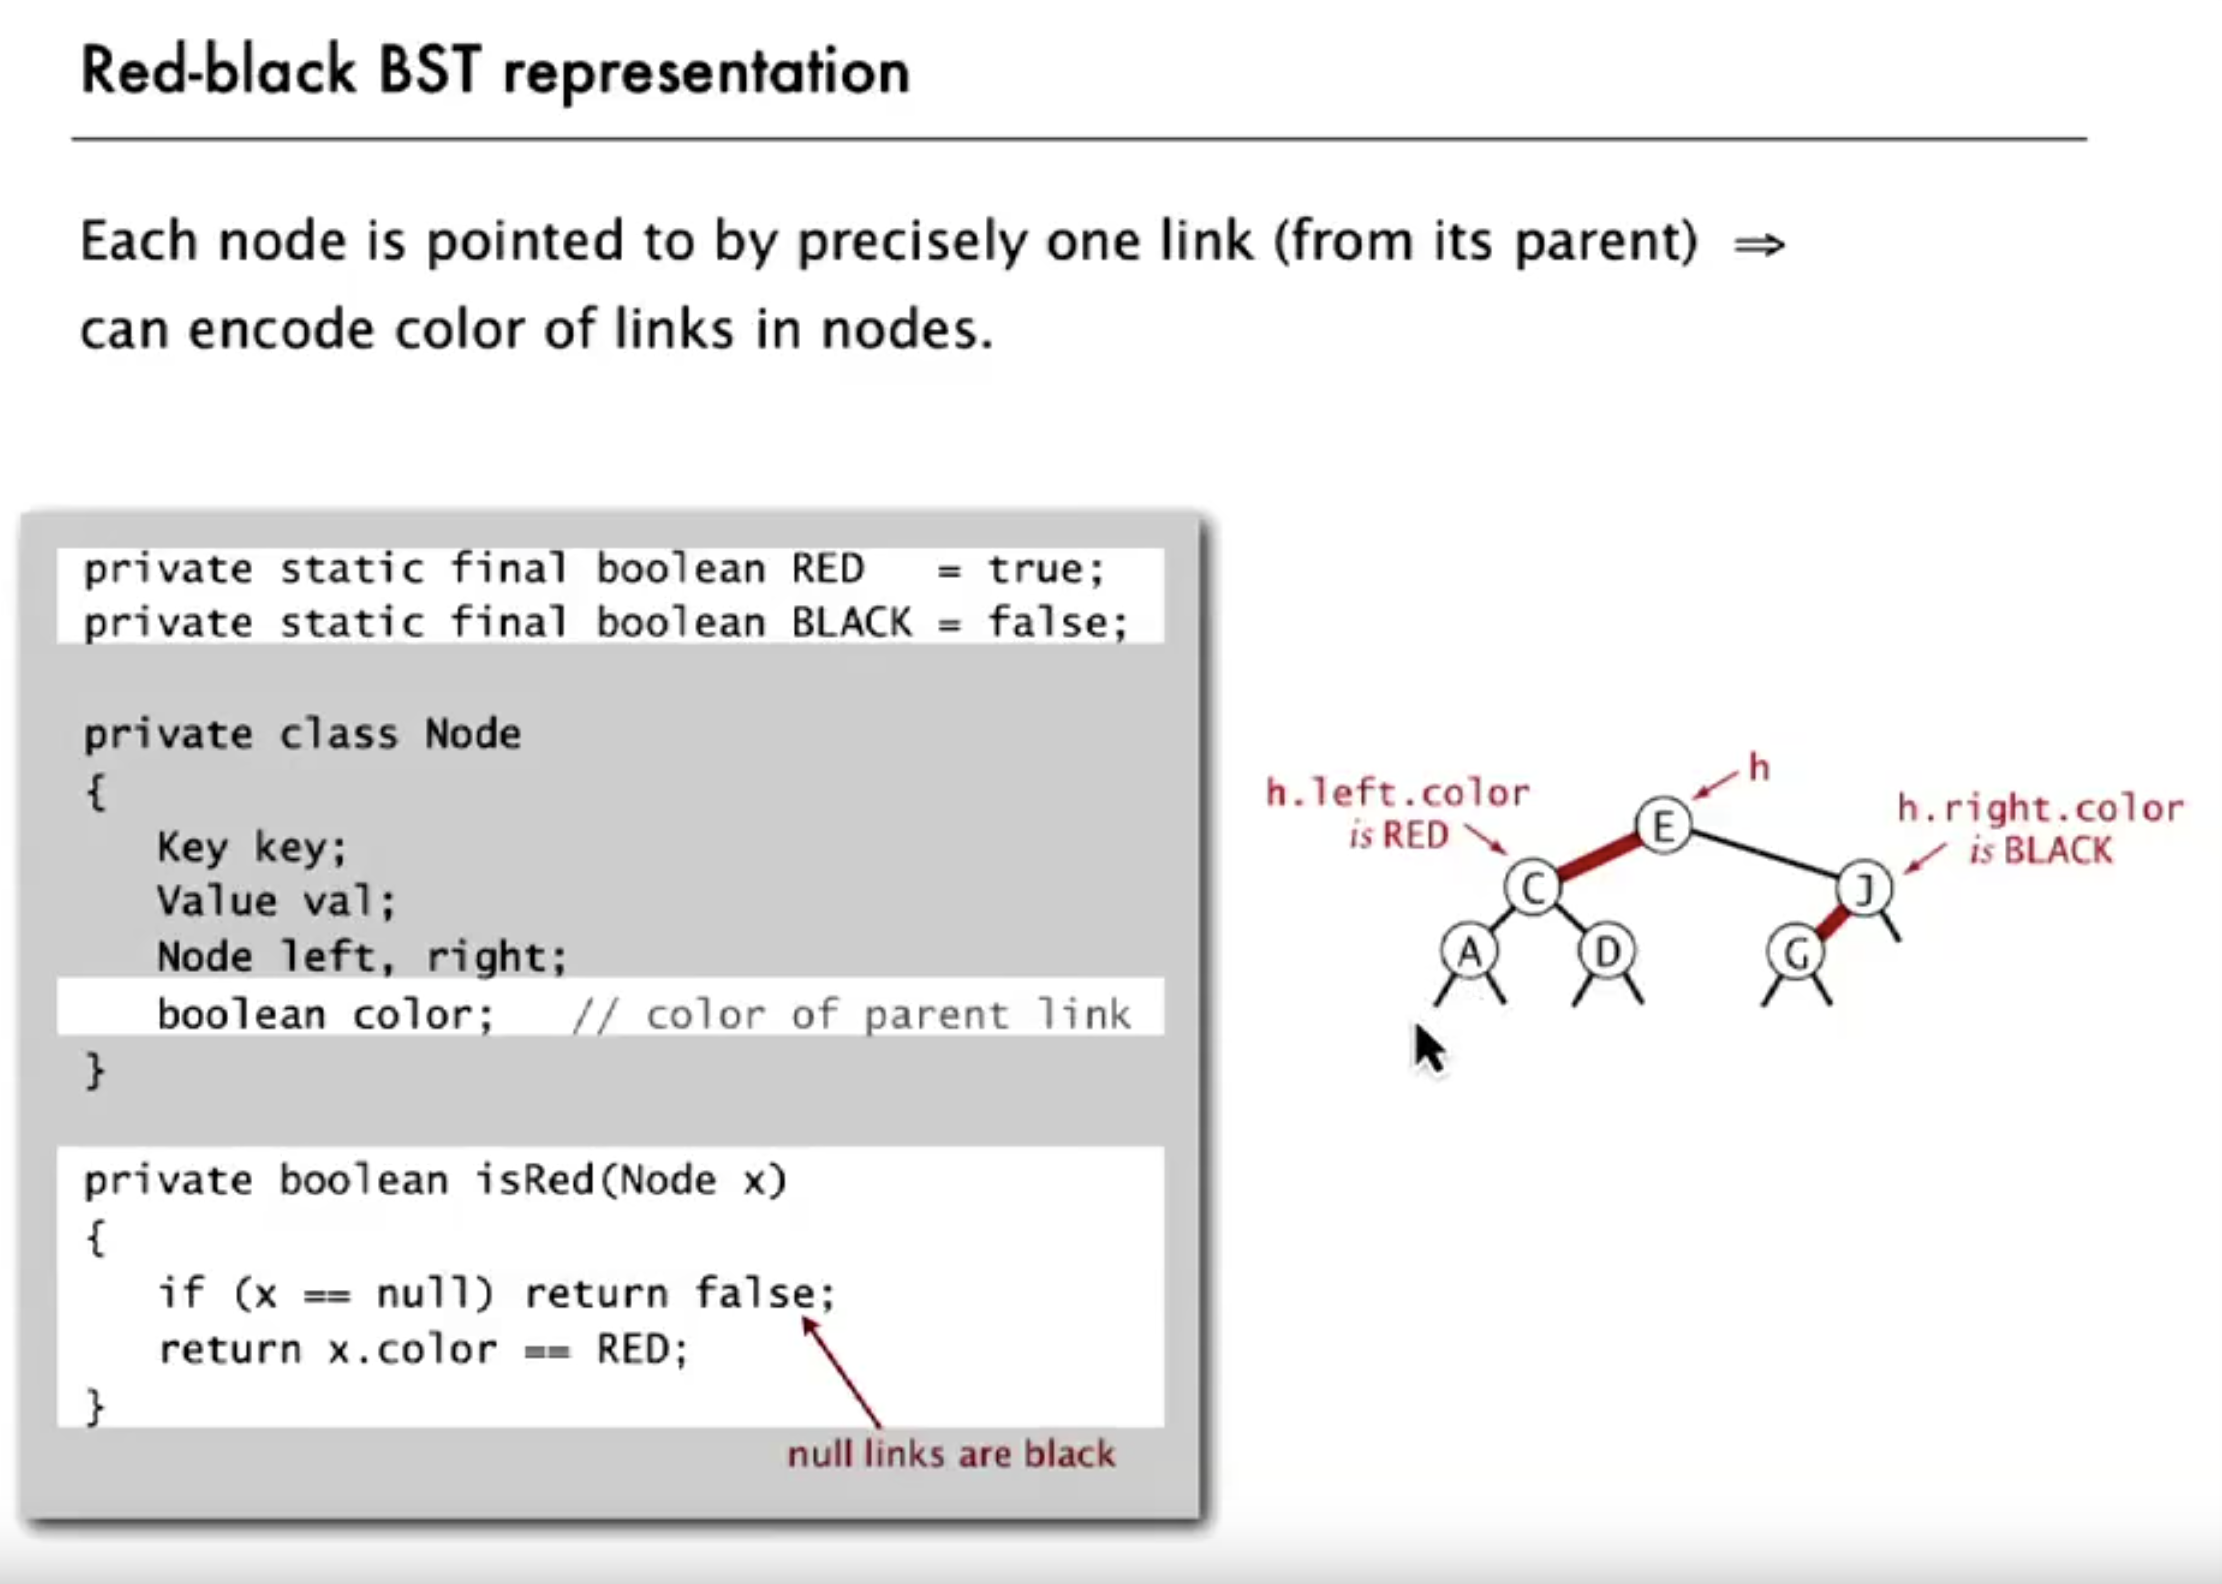 Red-black BST representation
Each node is pointed to by precisely one link (from its parent) ⇒
can encode color of links in nodes.
private static final boolean RED   = true;
private static final boolean BLACK = false;
private class Node
{
   Key key;
   Value val;
   Node left, right;
   boolean color;   // color of parent link
}
private boolean isRed(Node x)
{
   if (x == null) return false;
   return x.color == RED;
}
null links are black
h
h.left.color
is RED
h.right.color
is BLACK
E
C
J
A
D
G